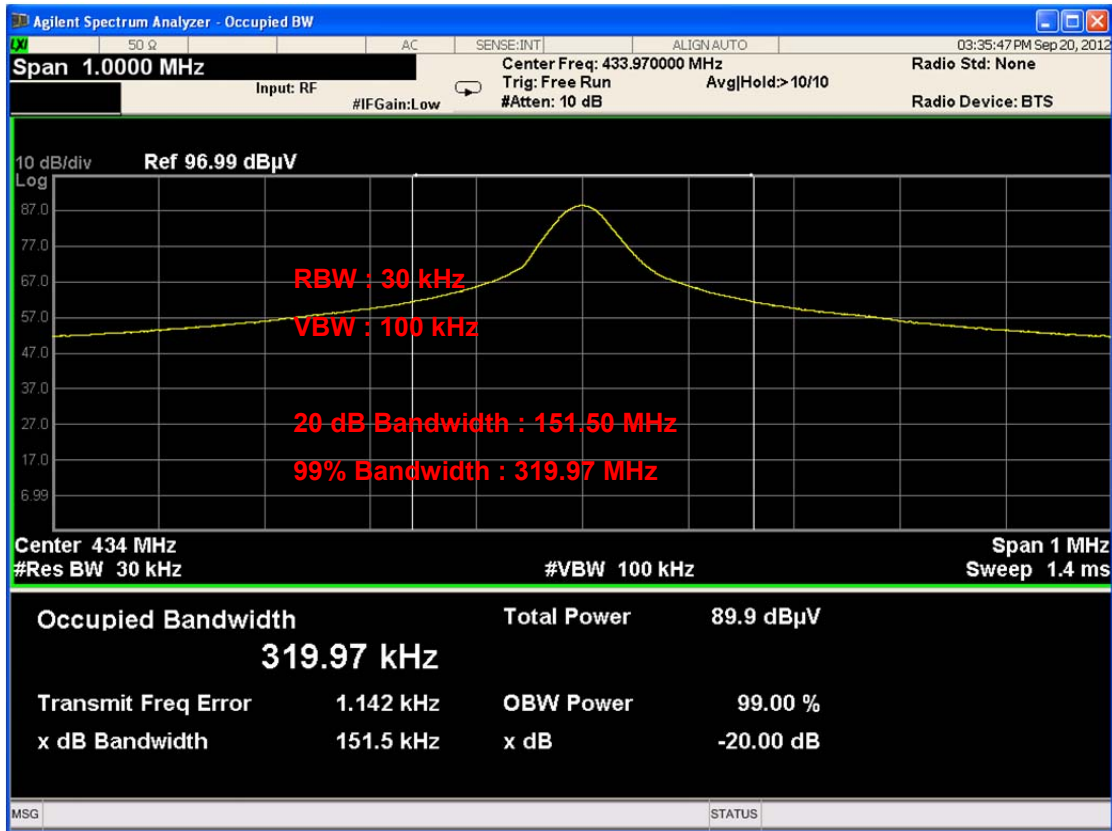 Agilent Spectrum Analyzer - Occupied BW
LXI 50 Ω AC SENSE:INT ALIGN AUTO 03:35:47 PM Sep 20, 2012
Span 1.0000 MHz
Center Freq: 433.970000 MHz
Radio Std: None
Input: RF
Trig: Free Run
Avg|Hold:>10/10
#IFGain:Low
#Atten: 10 dB
Radio Device: BTS
10 dB/div Ref 96.99 dBµV
Log
87.0
77.0
67.0
RBW : 30 kHz
57.0
VBW : 100 kHz
47.0
37.0
27.0
20 dB Bandwidth : 151.50 MHz
17.0
99% Bandwidth : 319.97 MHz
6.99
Center 434 MHz Span 1 MHz
#Res BW 30 kHz #VBW 100 kHz Sweep 1.4 ms
Occupied Bandwidth Total Power 89.9 dBµV
319.97 kHz
Transmit Freq Error 1.142 kHz OBW Power 99.00 %
x dB Bandwidth 151.5 kHz x dB -20.00 dB
MSG STATUS